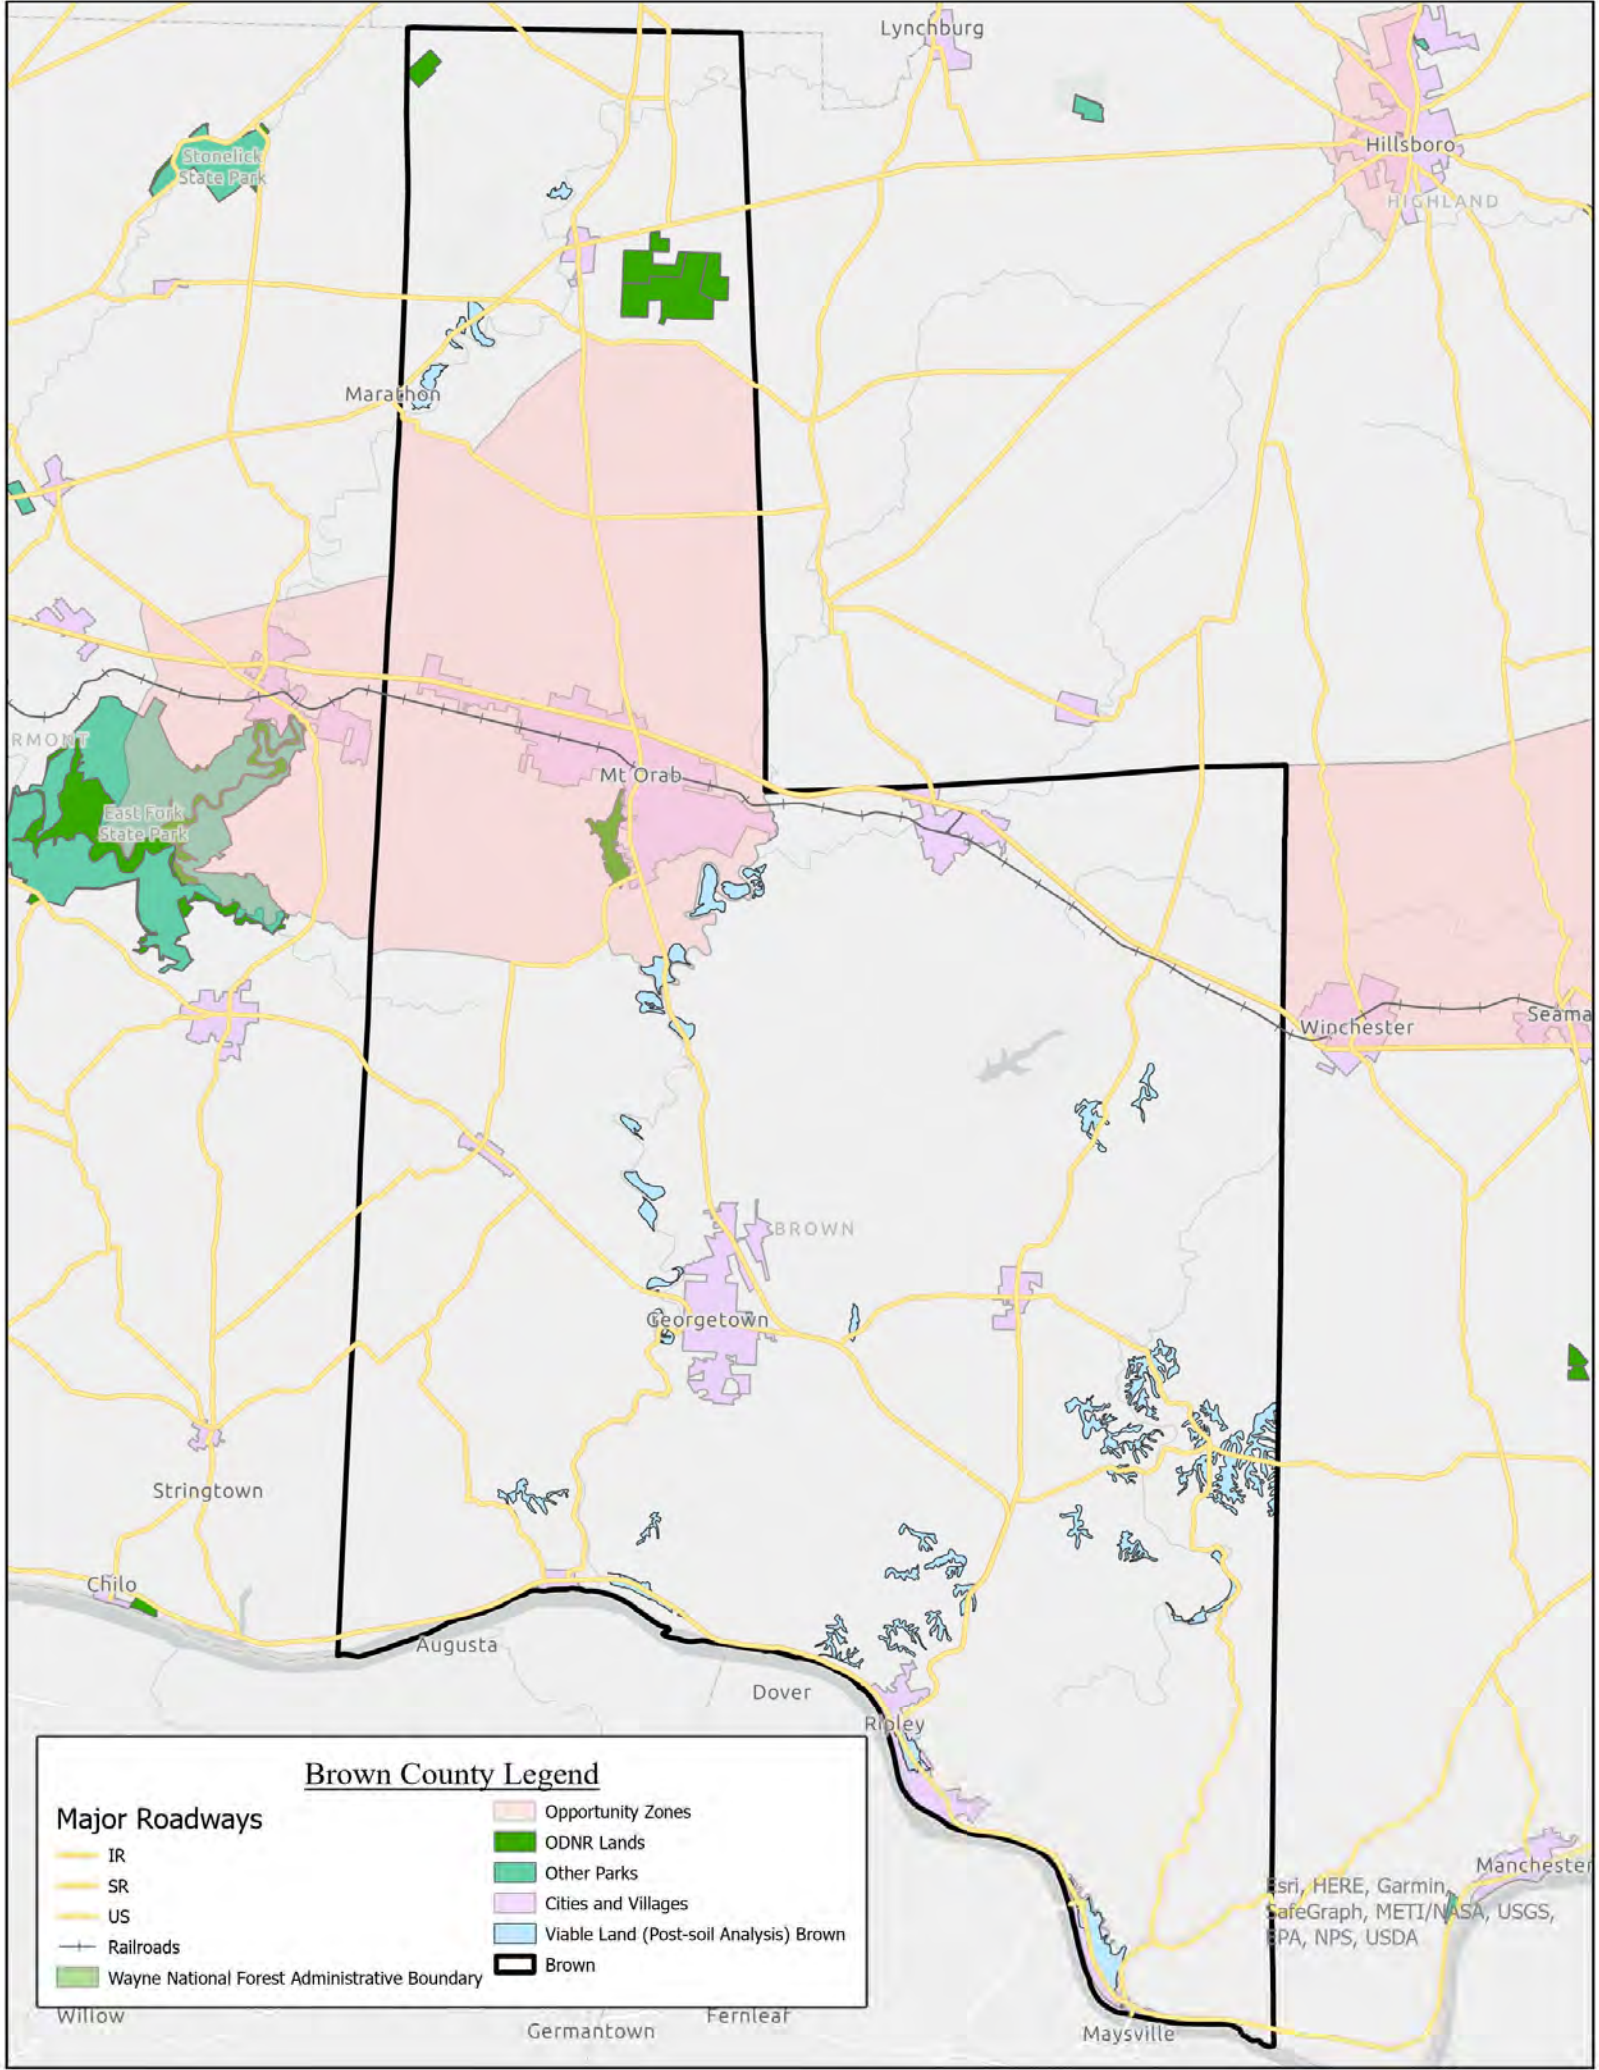 Lynchburg
Hillsboro
HIGHLAND
Stonelick
State Park
Marathon
RMONT
East Fork
State Park
Mt Orab
Winchester
Seama
BROWN
Georgetown
Stringtown
Chilo
Augusta
Dover
Ripley
Brown County Legend
Major Roadways
IR
SR
US
Railroads
Wayne National Forest Administrative Boundary
Opportunity Zones
ODNR Lands
Other Parks
Cities and Villages
Viable Land (Post-soil Analysis) Brown
Brown
Manchester
Esri, HERE, Garmin,
SafeGraph, METI/NASA, USGS,
EPA, NPS, USDA
Willow
Germantown
Fernleaf
Maysville